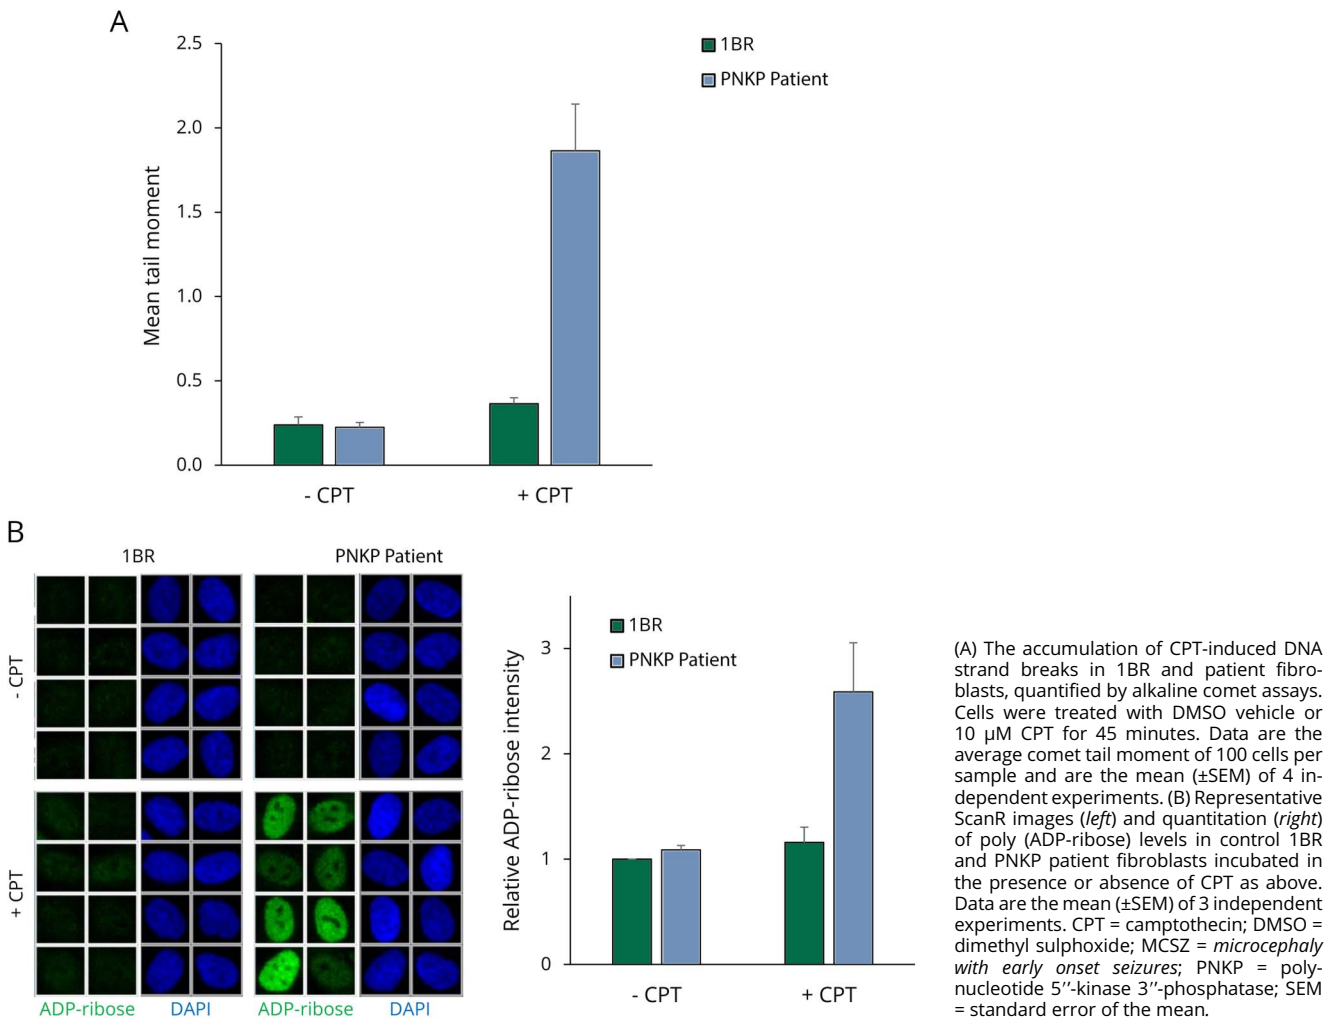 A
2.5
2.0
1.5
1.0
0.5
0.0
Mean tail moment
- CPT
+ CPT
1BR
PNKP Patient
B
1BR
PNKP Patient
- CPT
+ CPT
ADP-ribose
DAPI
ADP-ribose
DAPI
Relative ADP-ribose intensity
3
2
1
0
1BR
PNKP Patient
- CPT
+ CPT
(A) The accumulation of CPT-induced DNA
strand breaks in 1BR and patient fibro-
blasts, quantified by alkaline comet assays.
Cells were treated with DMSO vehicle or
10 μM CPT for 45 minutes. Data are the
average comet tail moment of 100 cells per
sample and are the mean (±SEM) of 4 in-
dependent experiments. (B) Representative
ScanR images (left) and quantitation (right)
of poly (ADP-ribose) levels in control 1BR
and PNKP patient fibroblasts incubated in
the presence or absence of CPT as above.
Data are the mean (±SEM) of 3 independent
experiments. CPT = camptothecin; DMSO =
dimethyl sulphoxide; MCSZ = microcephaly
with early onset seizures; PNKP = poly-
nucleotide 5′′-kinase 3′′-phosphatase; SEM
= standard error of the mean.